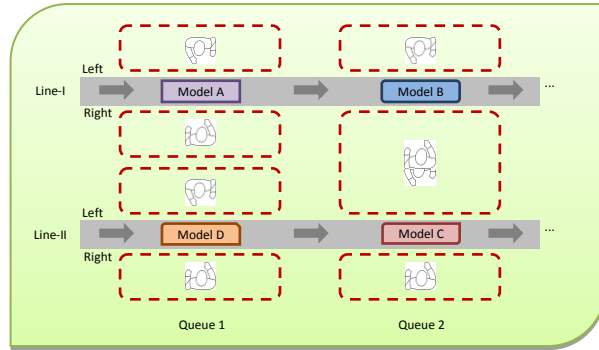 Left
Line-I
Model A
Model B
...
Right
Left
Line-II
Model D
Model C
...
Right
Queue 1
Queue 2